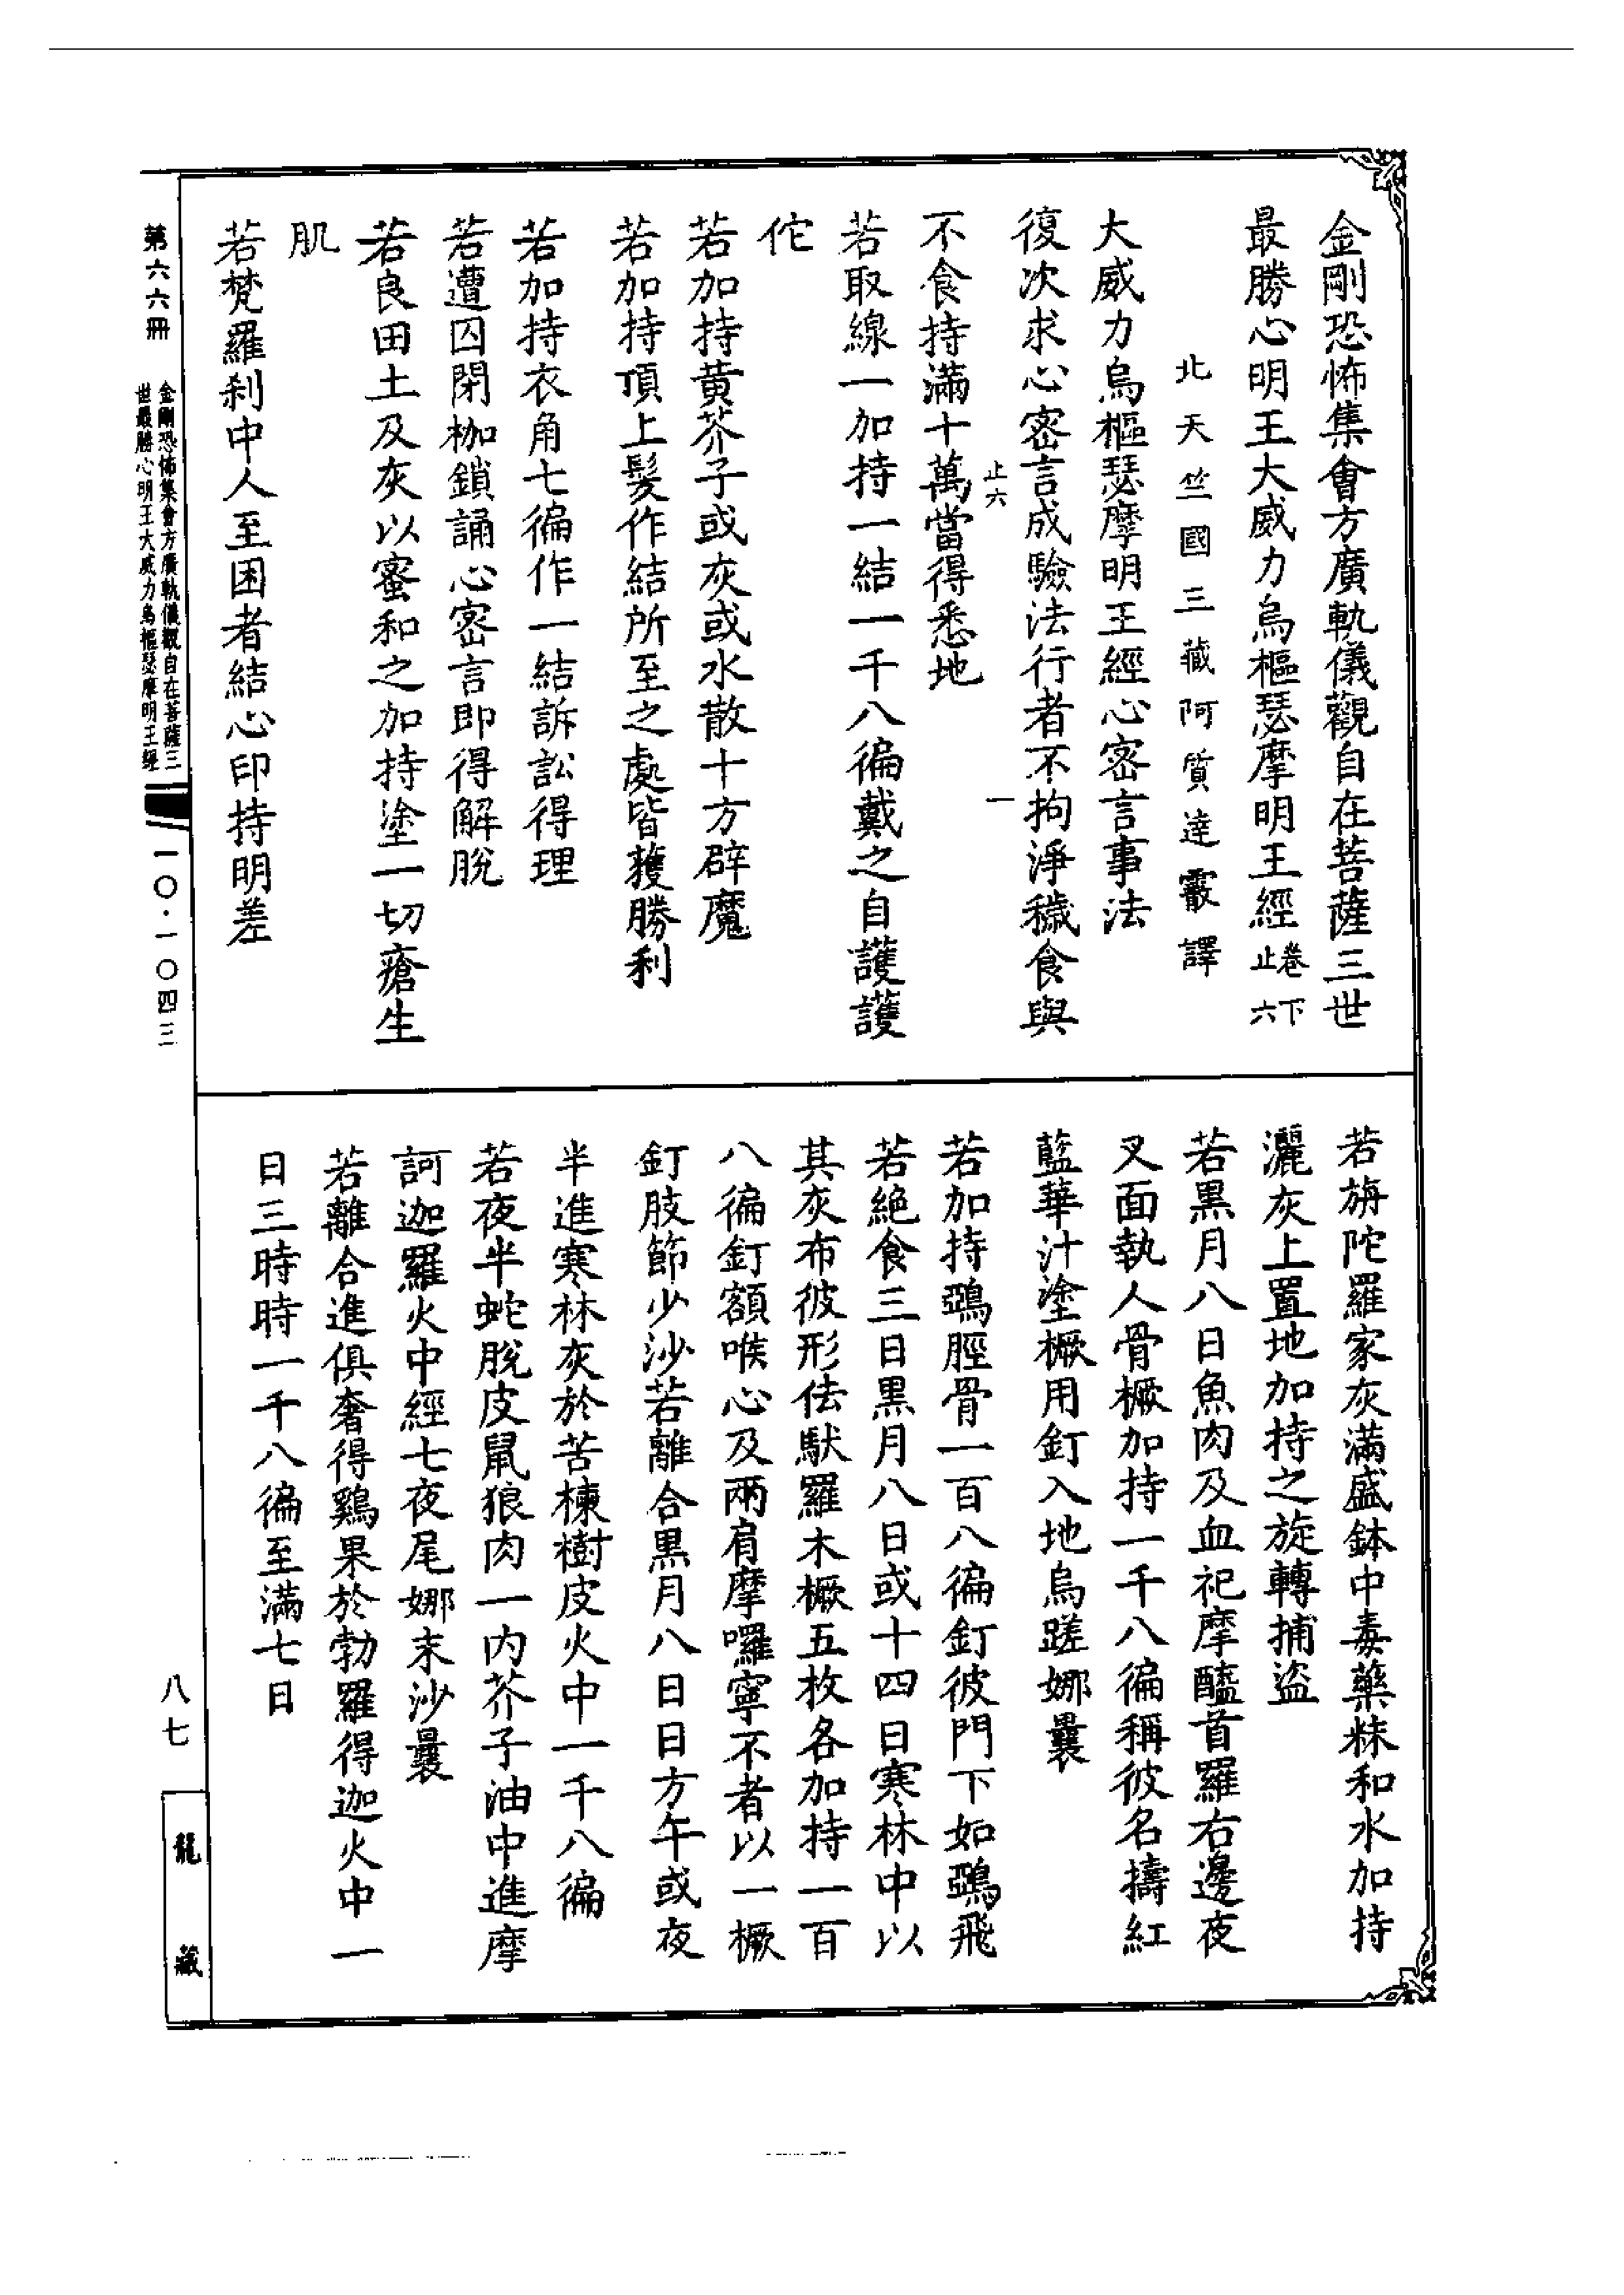 金剛恐怖集會方廣軌儀觀自在菩薩三世
最勝心明王大威力烏樞瑟摩明王經卷下止六
北天竺國三藏阿質達霰譯
大威力烏樞瑟摩明王經心密言事法
復次求心密言成驗法行者不拘淨穢食與
止六
一
不食持滿十萬當得悉地
若取線一加持一結一千八徧戴之自護護
佗
若加持黃芥子或灰或水散十方辟魔
若加持頂上髮作結所至之處皆獲勝利
若加持衣角七徧作一結訴訟得理
若遭囚閉枷鎖誦心密言即得解脫
若良田土及灰以蜜和之加持塗一切瘡生
肌
若梵羅剎中人至困者結心印持明差
若旃陀羅家灰滿盛鉢中毒藥䊳和水加持
灑灰上置地加持之旋轉捕盜
若黑月八日魚肉及血祀摩醯首羅右邊夜
叉面執人骨橛加持一千八徧稱彼名擣紅
藍華汁塗橛用釘入地烏蹉娜曩
若加持鵶脛骨一百八徧釘彼門下如鵶飛
若絕食三日黑月八日或十四日寒林中以
其灰布彼形佉馱羅木橛五枚各加持一百
八徧釘額喉心及兩肩摩囉寧不者以一橛
釘肢節少沙若離合黑月八日日方午或夜
半進寒林灰於苦楝樹皮火中一千八徧
若夜半蛇脫皮鼠狼肉一內芥子油中進摩
訶迦羅火中經七夜尾娜末沙曩
若離合進俱奢得鷄果於勃羅得迦火中一
日三時時一千八徧至滿七日
第六六冊
金剛恐怖集會方廣軌儀觀自在菩薩三
世最勝心明王大威力烏樞瑟摩明王經
一〇·一〇四三
八七
龍藏